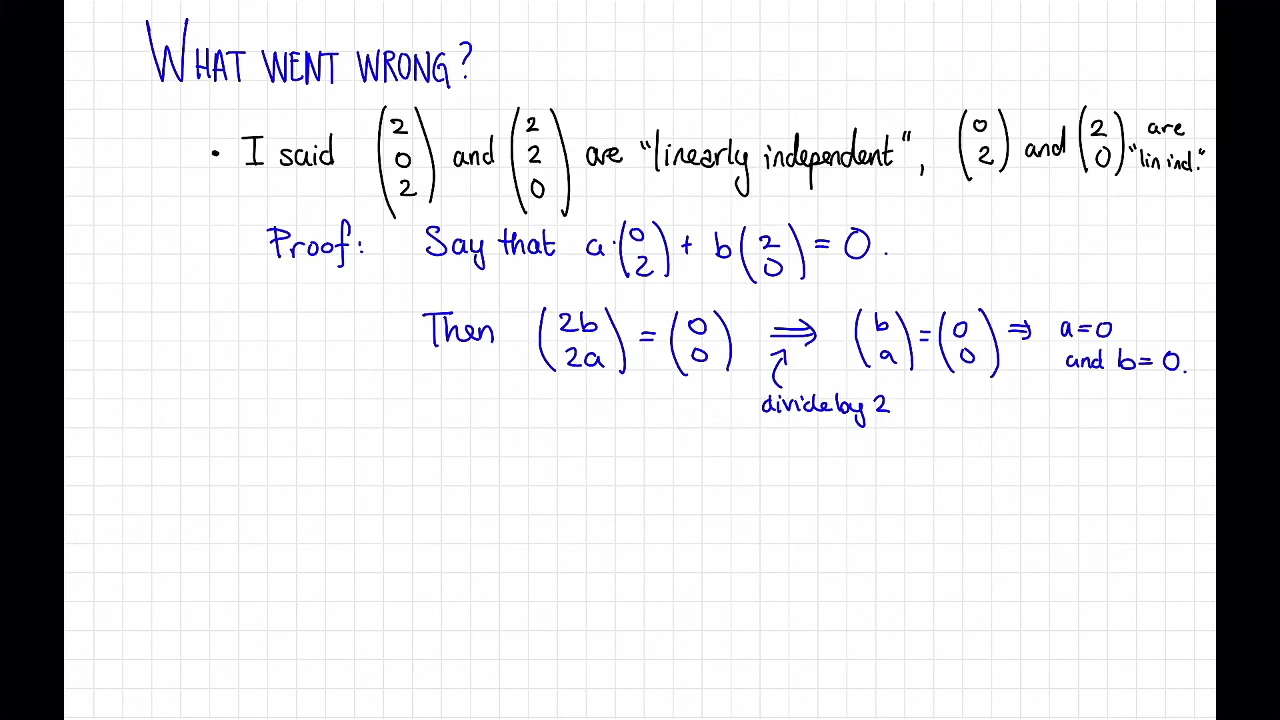 WHAT WENT WRONG?
• I said (2 0 2) and (2 2 0) are "linearly independent", (0 2) and (2 0) are "lin ind."
Proof: Say that a·(0 2) + b(2 0) = 0.
Then (2b 2a) = (0 0) ⟹ (b a) = (0 0) ⇒ a=0 and b=0.
divide by 2